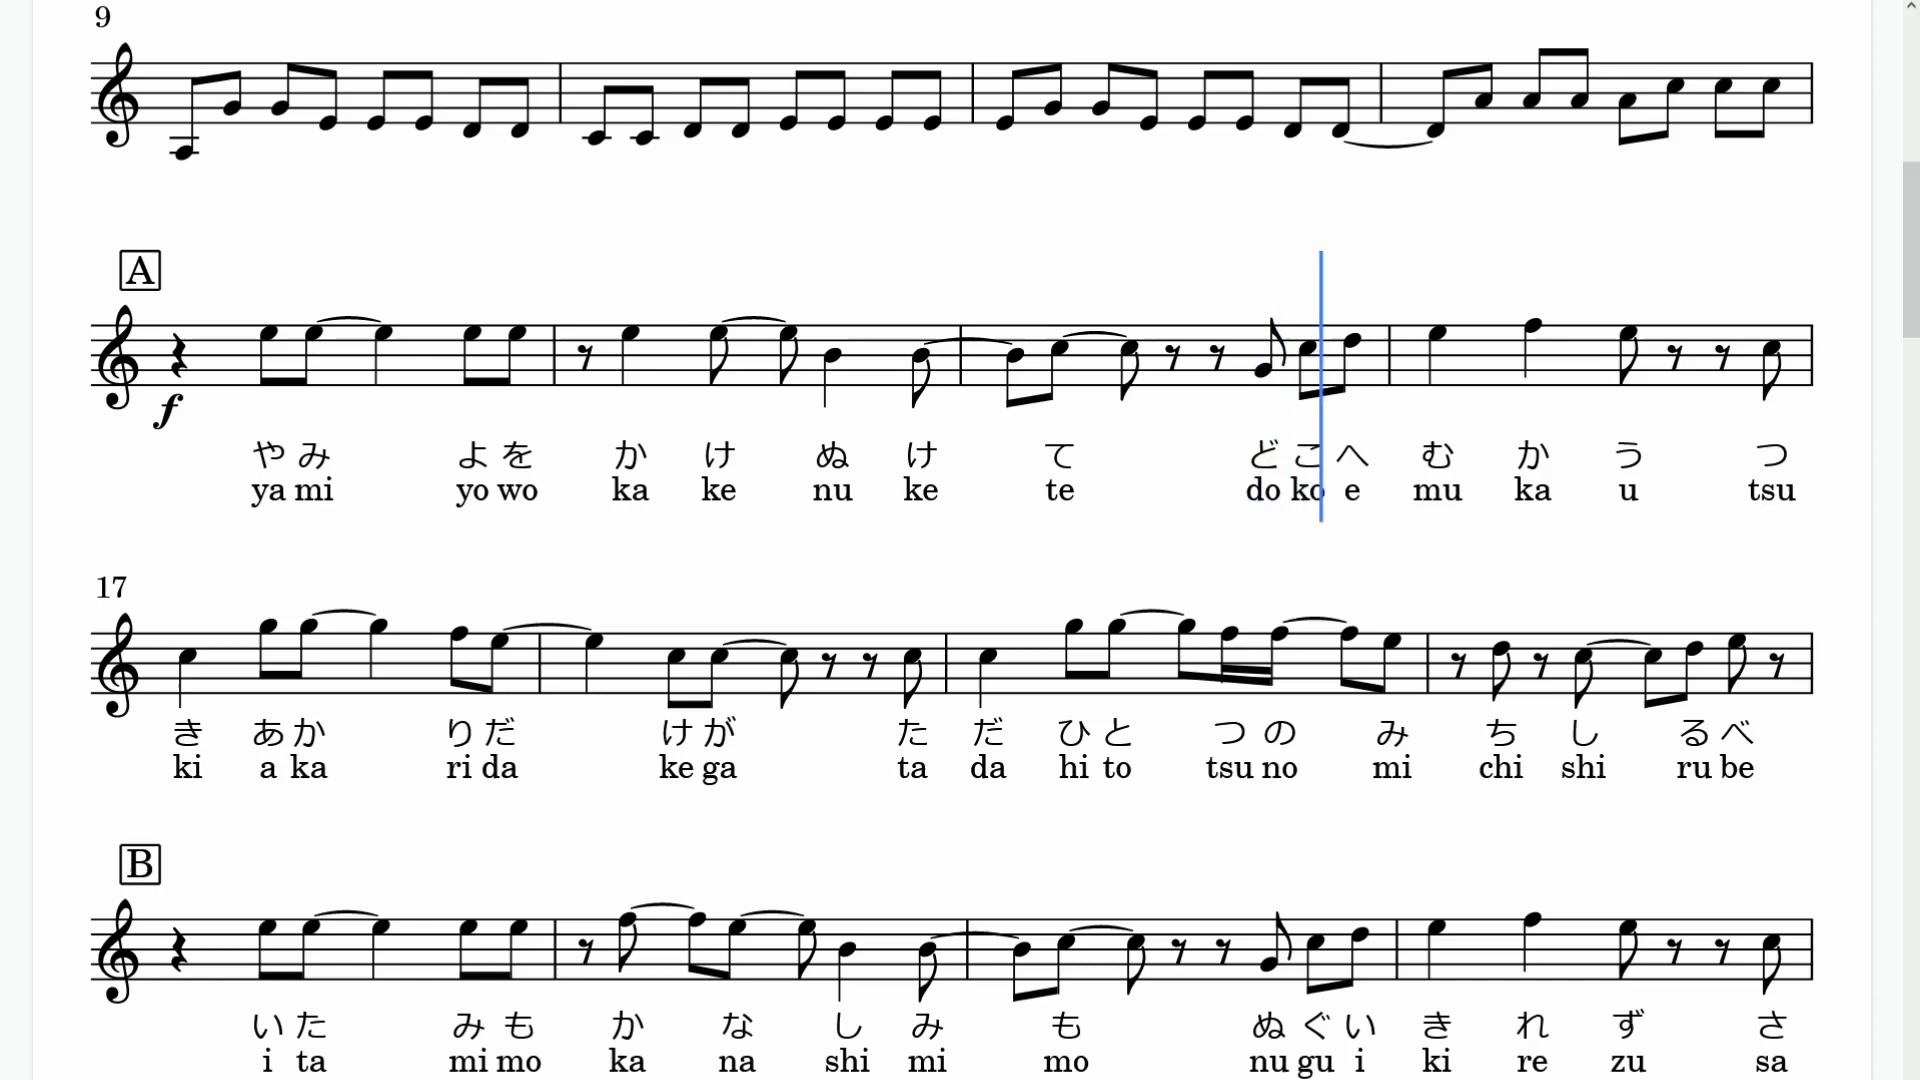 9
A
f
や み よ を か け ぬ け て ど こ へ む か う つ
ya mi yo wo ka ke nu ke te do ko e mu ka u tsu
17
き あ か り だ け が た だ ひ と つ の み ち し る べ
ki a ka ri da ke ga ta da hi to tsu no mi chi shi ru be
B
い た み も か な し み も ぬ ぐ い き れ ず さ
i ta mi mo ka na shi mi mo nu gu i ki re zu sa